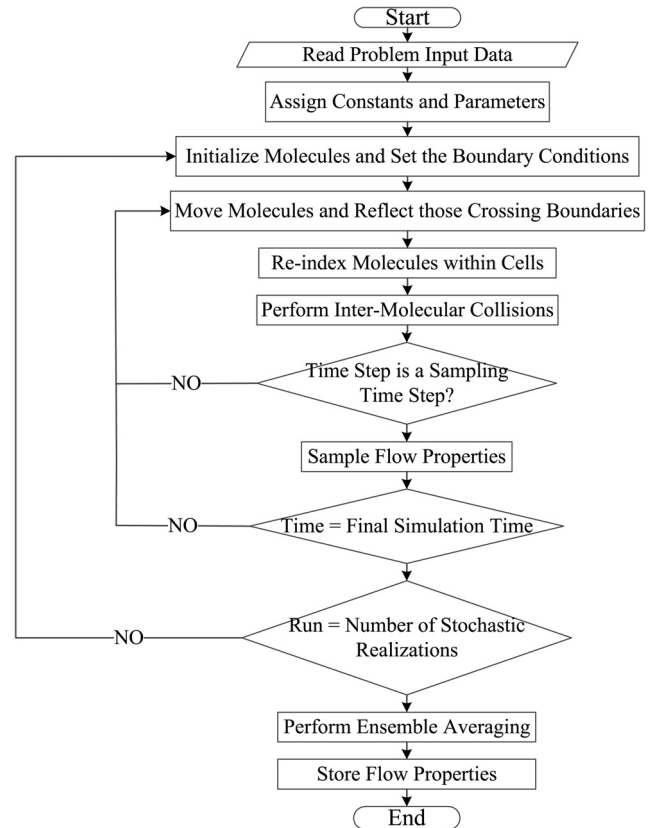 Start
Read Problem Input Data
Assign Constants and Parameters
Initialize Molecules and Set the Boundary Conditions
Move Molecules and Reflect those Crossing Boundaries
Re-index Molecules within Cells
Perform Inter-Molecular Collisions
Time Step is a Sampling
Time Step?
NO
Sample Flow Properties
Time = Final Simulation Time
NO
Run = Number of Stochastic
Realizations
NO
Perform Ensemble Averaging
Store Flow Properties
End